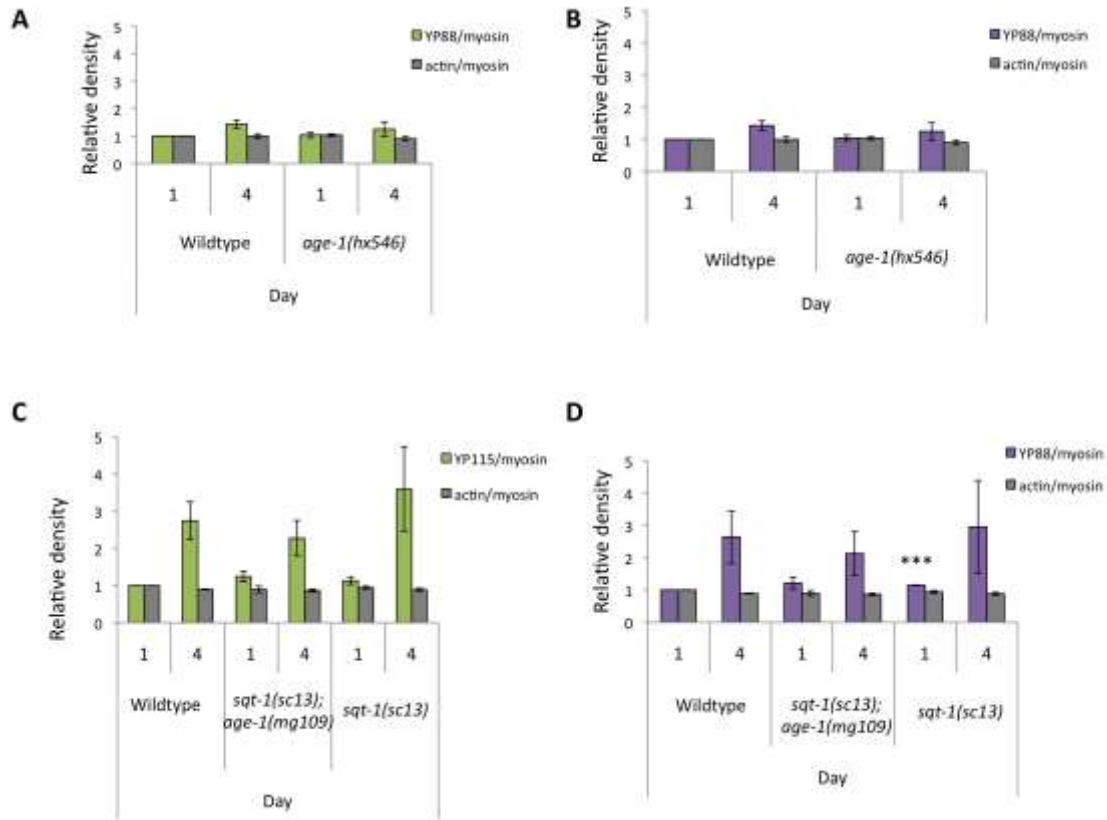 A
Relative density
5
4
3
2
1
0
YP88/myosin
actin/myosin
1 4 1 4
Wildtype age-1(hx546)
Day
B
Relative density
5
4
3
2
1
0
YP88/myosin
actin/myosin
1 4 1 4
Wildtype age-1(hx546)
Day
C
Relative density
5
4
3
2
1
0
YP115/myosin
actin/myosin
1 4 1 4 1 4
Wildtype sqt-1(sc13); sqt-1(sc13)
age-1(mg109)
Day
D
Relative density
5
4
3
2
1
0
YP88/myosin
actin/myosin
***
1 4 1 4 1 4
Wildtype sqt-1(sc13); sqt-1(sc13)
age-1(mg109)
Day